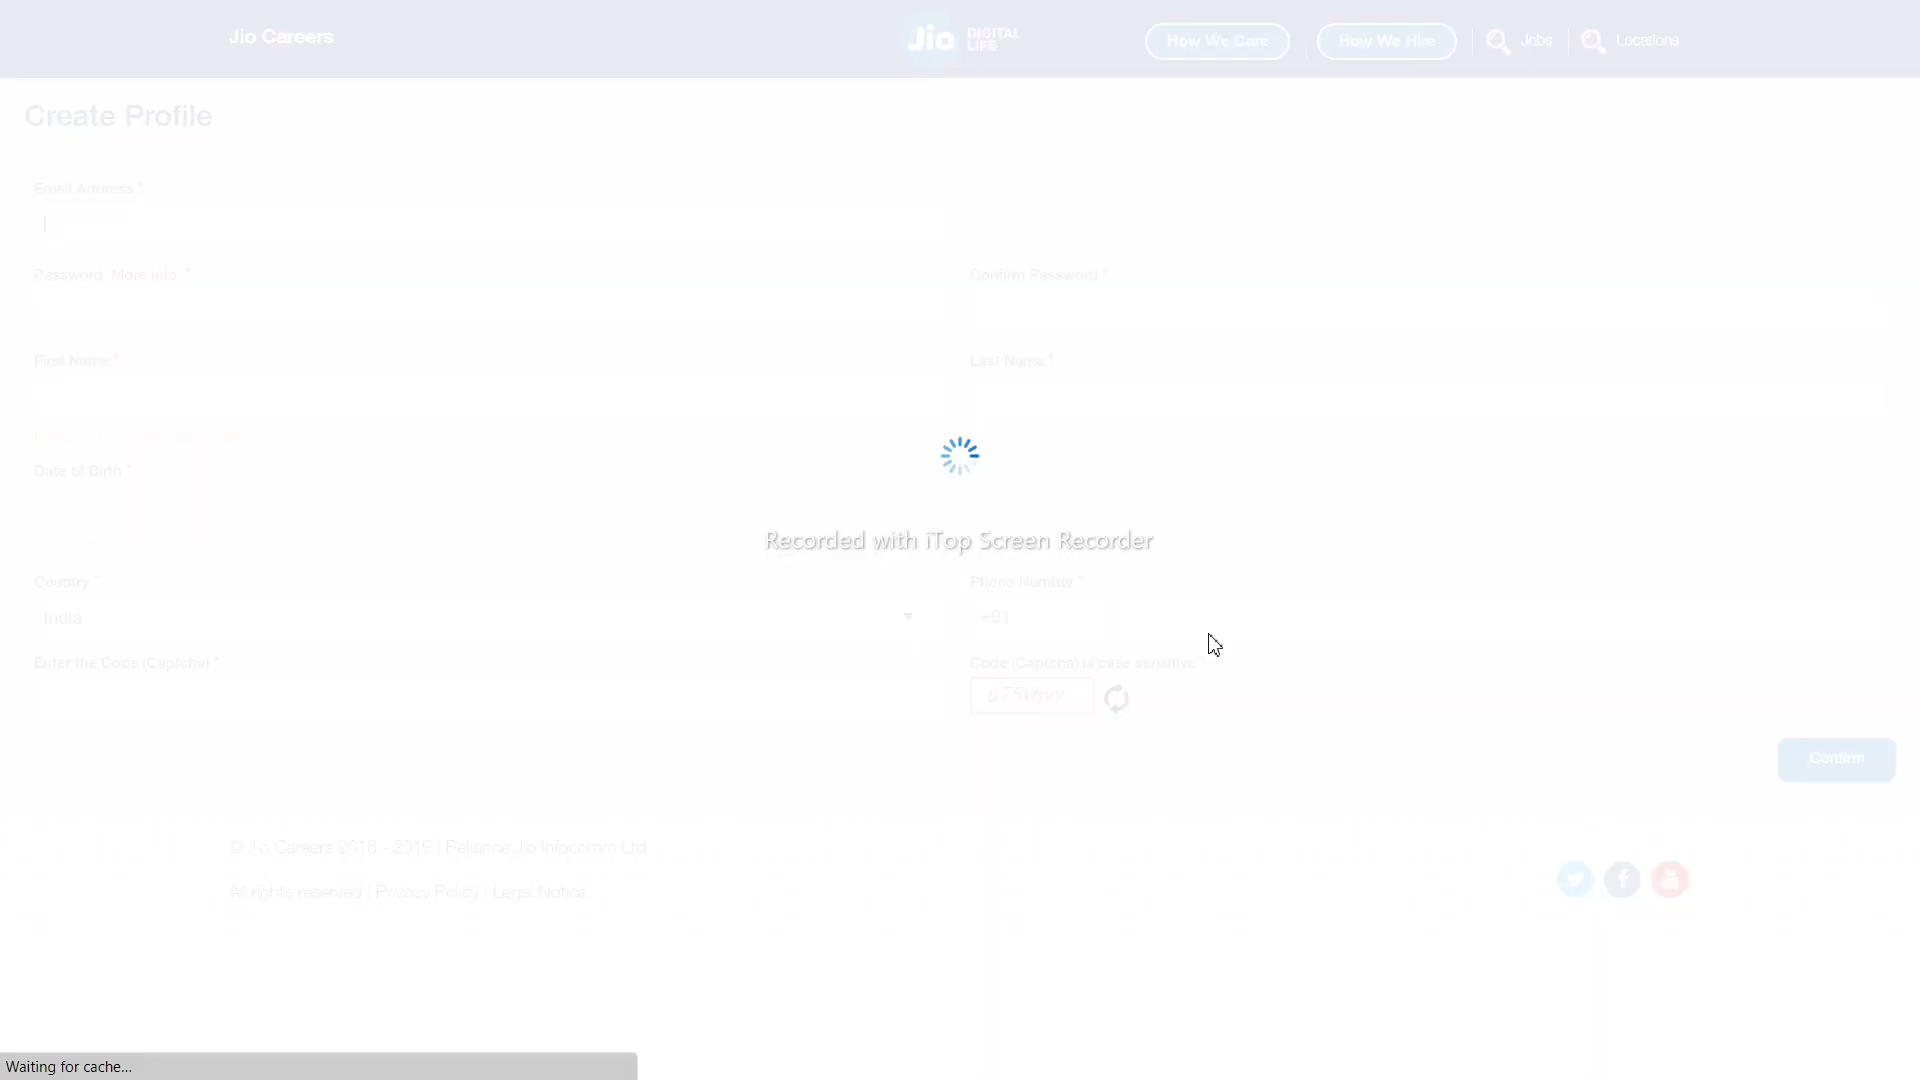 Jio Careers
Jio DIGITAL LIFE
How We Care
How We Hire
Jobs
Locations
Create Profile
Email Address *
Password More info *
Confirm Password *
First Name *
Last Name *
Date of Birth *
Recorded with iTop Screen Recorder
Country *
Phone Number *
India
+91
Enter the Code (Captcha) *
Code (Captcha) is case sensitive *
Confirm
© Jio Careers 2018 - 2019 | Reliance Jio Infocomm Ltd
All rights reserved | Privacy Policy | Legal Notice
Waiting for cache...